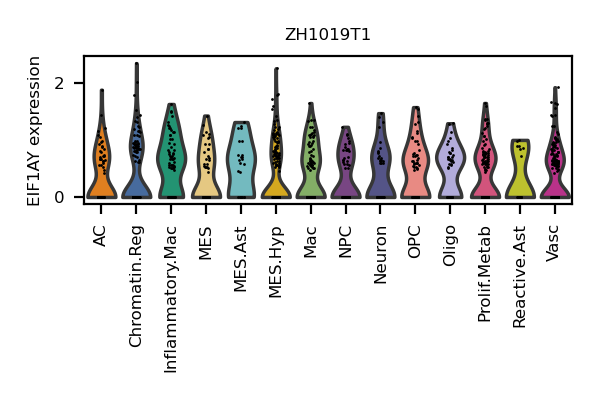 ZH1019T1
EIF1AY expression
2
0
AC
Chromatin.Reg
Inflammatory.Mac
MES
MES.Ast
MES.Hyp
Mac
NPC
Neuron
OPC
Oligo
Prolif.Metab
Reactive.Ast
Vasc